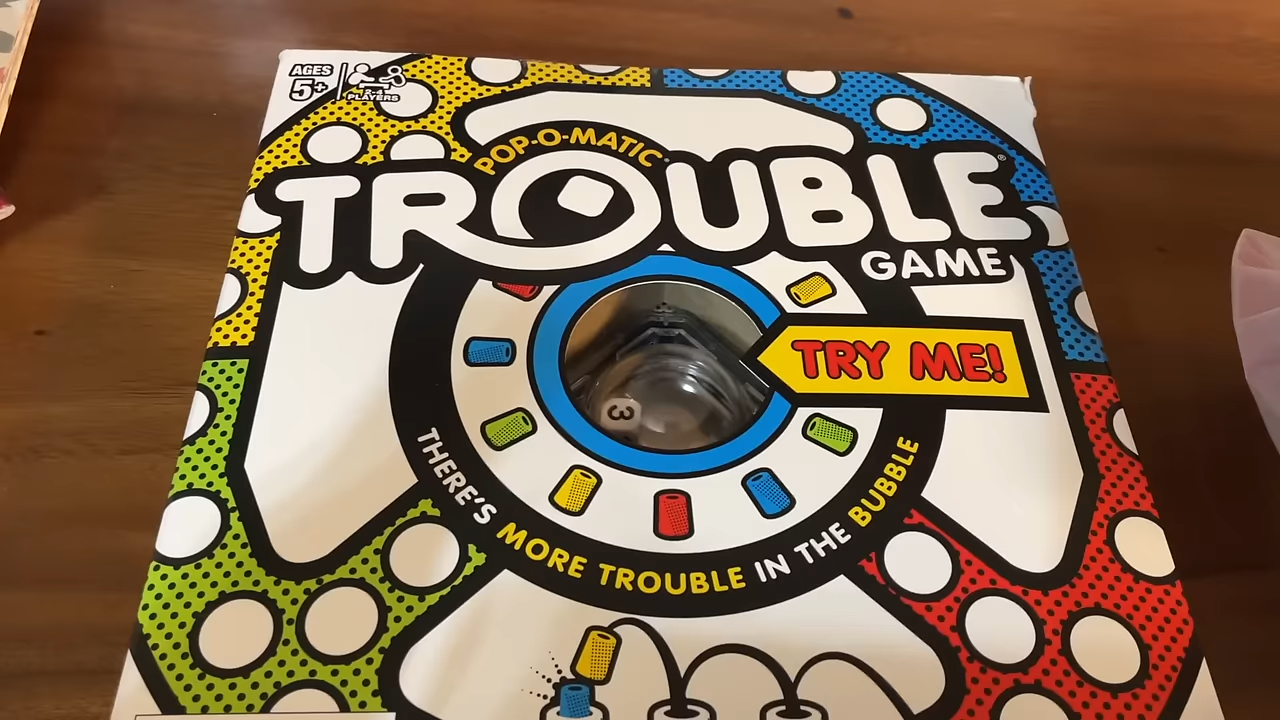 AGES
5+
2-4
PLAYERS
POP-O-MATIC
TROUBLE®
GAME
TRY ME!
3
THERE'S MORE TROUBLE IN THE BUBBLE